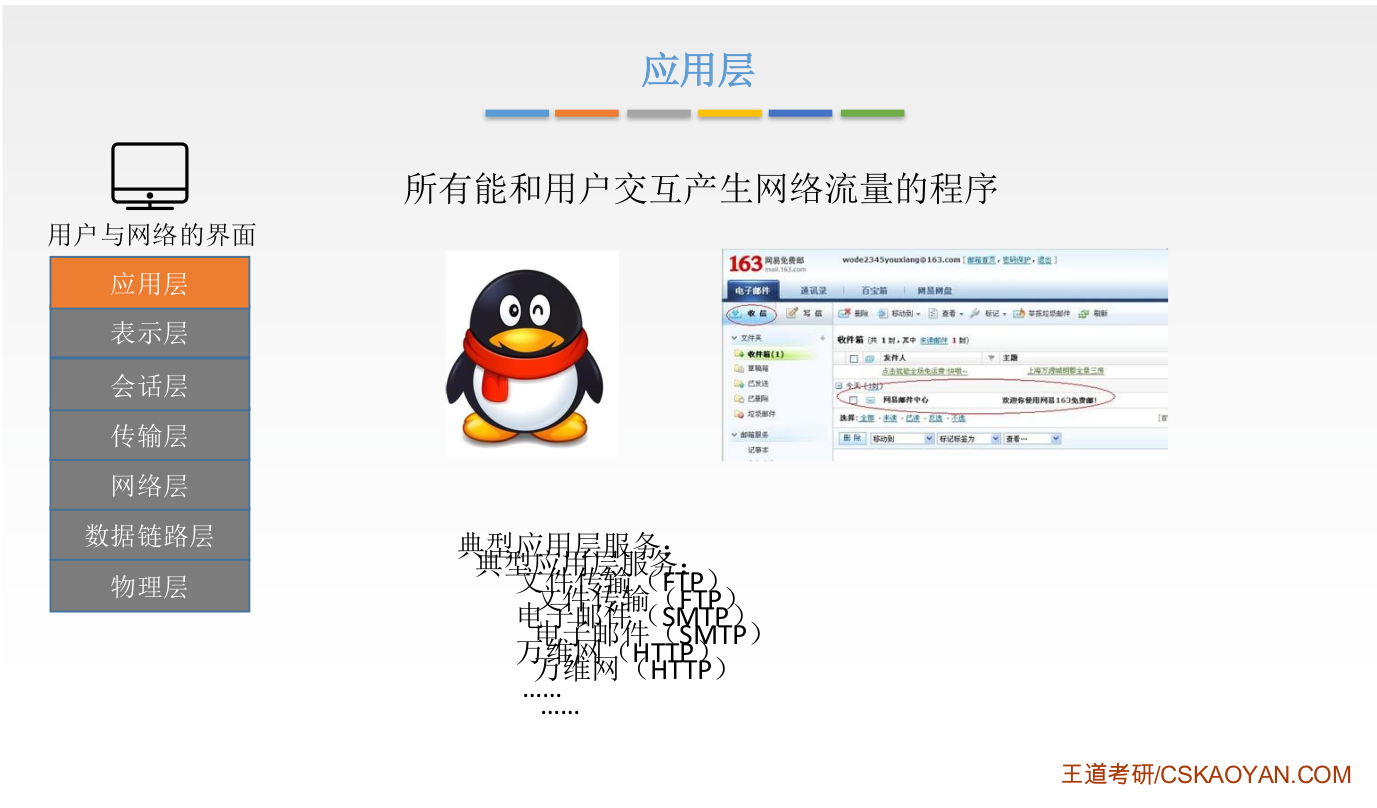 应用层
所有能和用户交互产生网络流量的程序
用户与网络的界面
应用层
表示层
会话层
传输层
网络层
数据链路层
物理层
163 网易免费邮
mail.163.com
wode2345youxiang@163.com [ 邮箱首页, 密码保护, 退出 ]
电子邮件 通讯录 百宝箱 网易网盘
收 信 写 信 删除 移动到 查看 标记 举报垃圾邮件 刷新
文件夹
收件箱(1)
草稿箱
已发送
已删除
垃圾邮件
邮箱服务
记事本
收件箱 (共 1 封, 其中 未读邮件 1 封)
发件人 主题
今天 (1封)
网易邮件中心 欢迎你使用网易163免费邮!
选择: 全部 - 未读 - 已读 - 反选 - 不选
删 除 移动到 标记标签为 查看…
典型应用层服务:
典型应用层服务:
文件传输(FTP)
文件传输(FTP)
电子邮件(SMTP)
电子邮件(SMTP)
万维网(HTTP)
万维网(HTTP)
……
……
王道考研/CSKAOYAN.COM